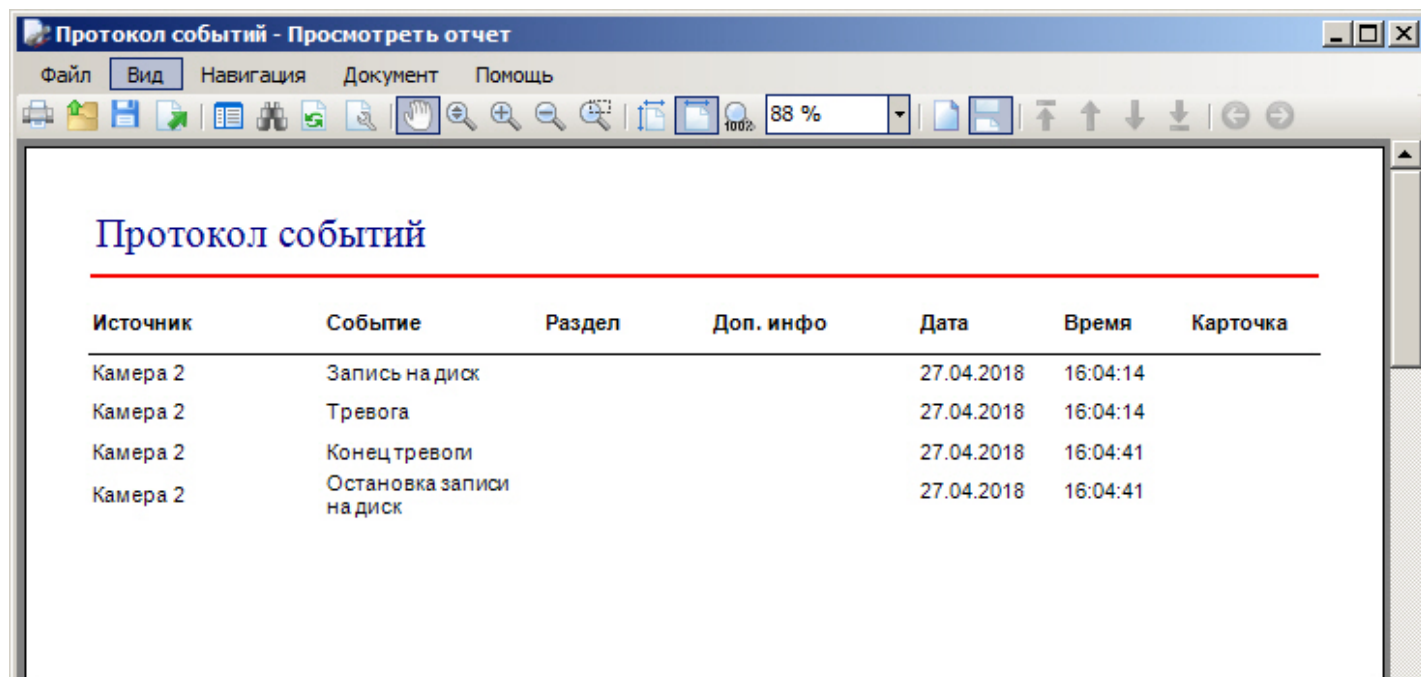 Протокол событий - Просмотреть отчет
Файл Вид Навигация Документ Помощь
100% 88 %
Протокол событий
Источник Событие Раздел Доп. инфо Дата Время Карточка
Камера 2 Запись на диск 27.04.2018 16:04:14
Камера 2 Тревога 27.04.2018 16:04:14
Камера 2 Конец тревоги 27.04.2018 16:04:41
Камера 2 Остановка записи 27.04.2018 16:04:41
на диск